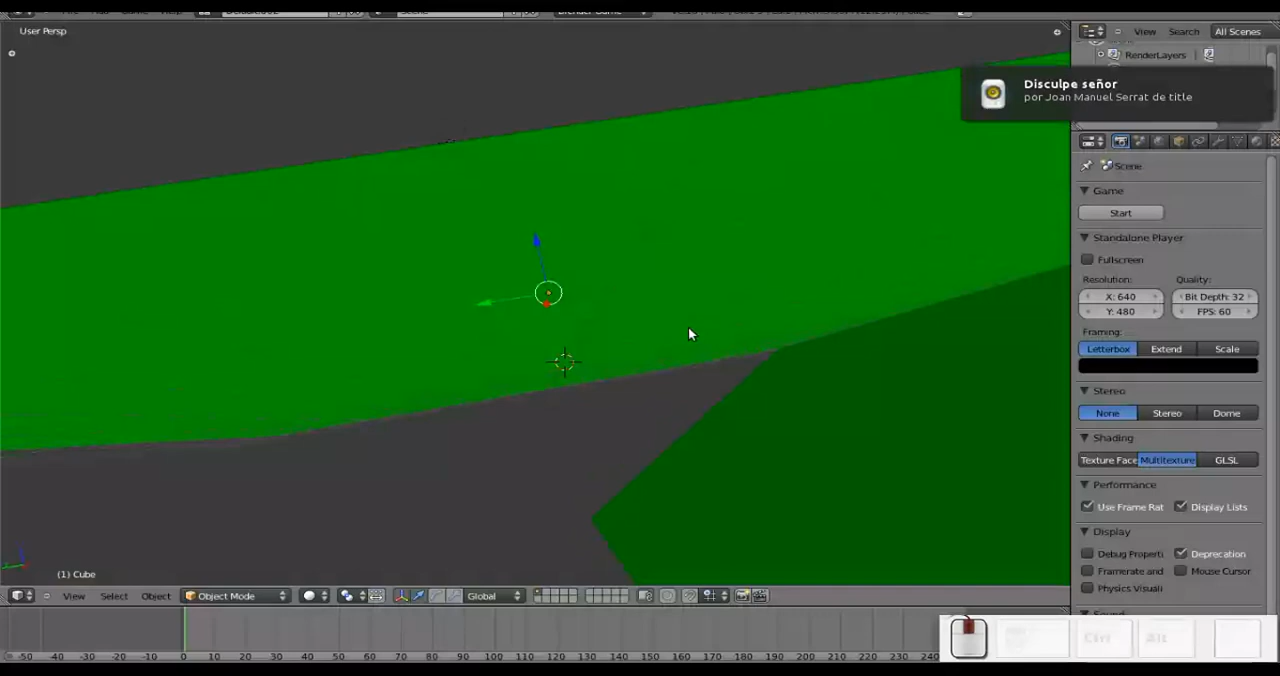 User Persp
View Search All Scenes
RenderLayers
Disculpe señor
por Joan Manuel Serrat de title
Scene
Game
Start
Standalone Player
Fullscreen
Resolution: Quality:
X: 640 Bit Depth: 32
Y: 480 FPS: 60
Framing:
Letterbox Extend Scale
Stereo
None Stereo Dome
Shading
Texture Face Multitexture GLSL
Performance
Use Frame Rat Display Lists
Display
Debug Properti Deprecation
Framerate and Mouse Cursor
Physics Visuali
(1) Cube
View Select Object Object Mode Global
Sound
-50 -40 -30 -20 -10 0 10 20 30 40 50 60 70 80 90 100 110 120 130 140 150 160 170 180 190 200 210 220 230 240
Ctrl Alt